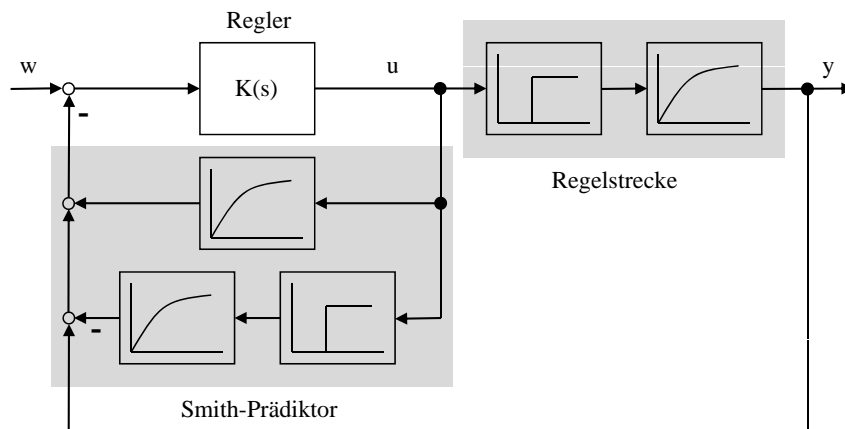 Regler
w
K(s)
u
y
-
Regelstrecke
-
Smith-Prädiktor